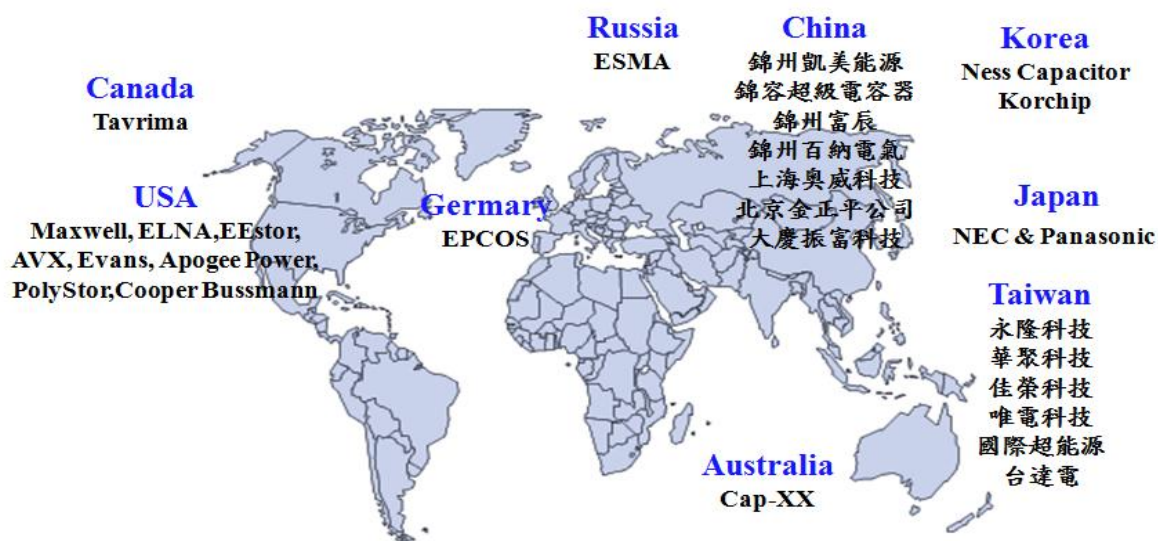 Russia
ESMA
China
錦州凱美能源
錦容超級電容器
錦州富辰
錦州百納電氣
上海奧威科技
北京金正平公司
大慶振富科技
Korea
Ness Capacitor
Korchip
Canada
Tavrima
USA
Maxwell, ELNA,EEstor,
AVX, Evans, Apogee Power,
PolyStor,Cooper Bussmann
Germary
EPCOS
Japan
NEC & Panasonic
Taiwan
永隆科技
華聚科技
佳榮科技
唯電科技
國際超能源
台達電
Australia
Cap-XX